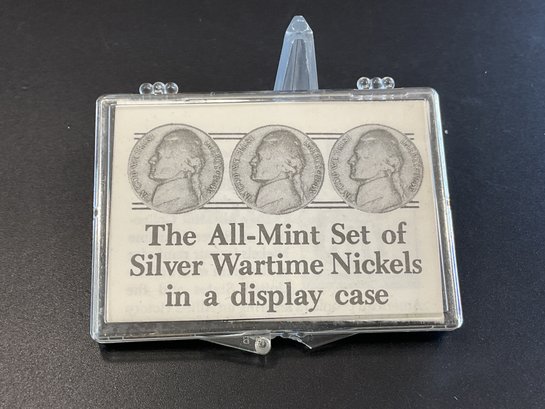 The All-Mint Set of
Silver Wartime Nickels
in a display case